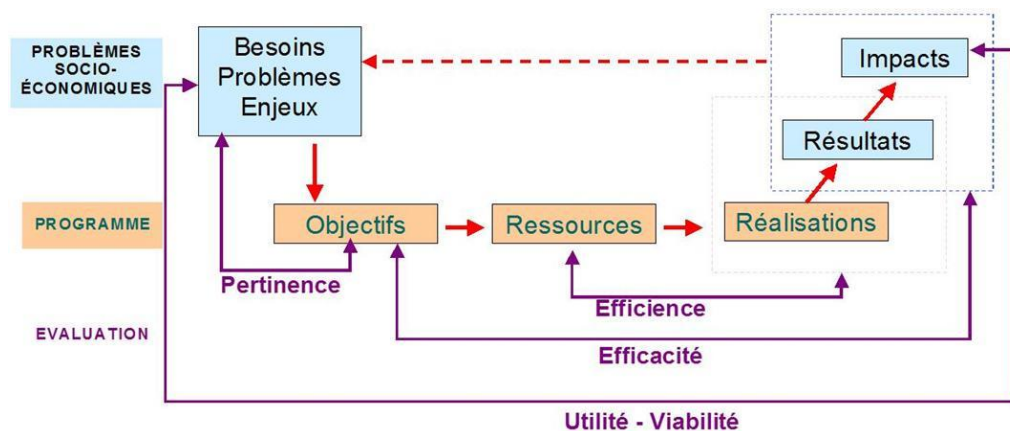 PROBLÈMES
SOCIO-
ÉCONOMIQUES
Besoins
Problèmes
Enjeux
Impacts
Résultats
PROGRAMME
Objectifs
Ressources
Réalisations
Pertinence
Efficience
EVALUATION
Efficacité
Utilité - Viabilité